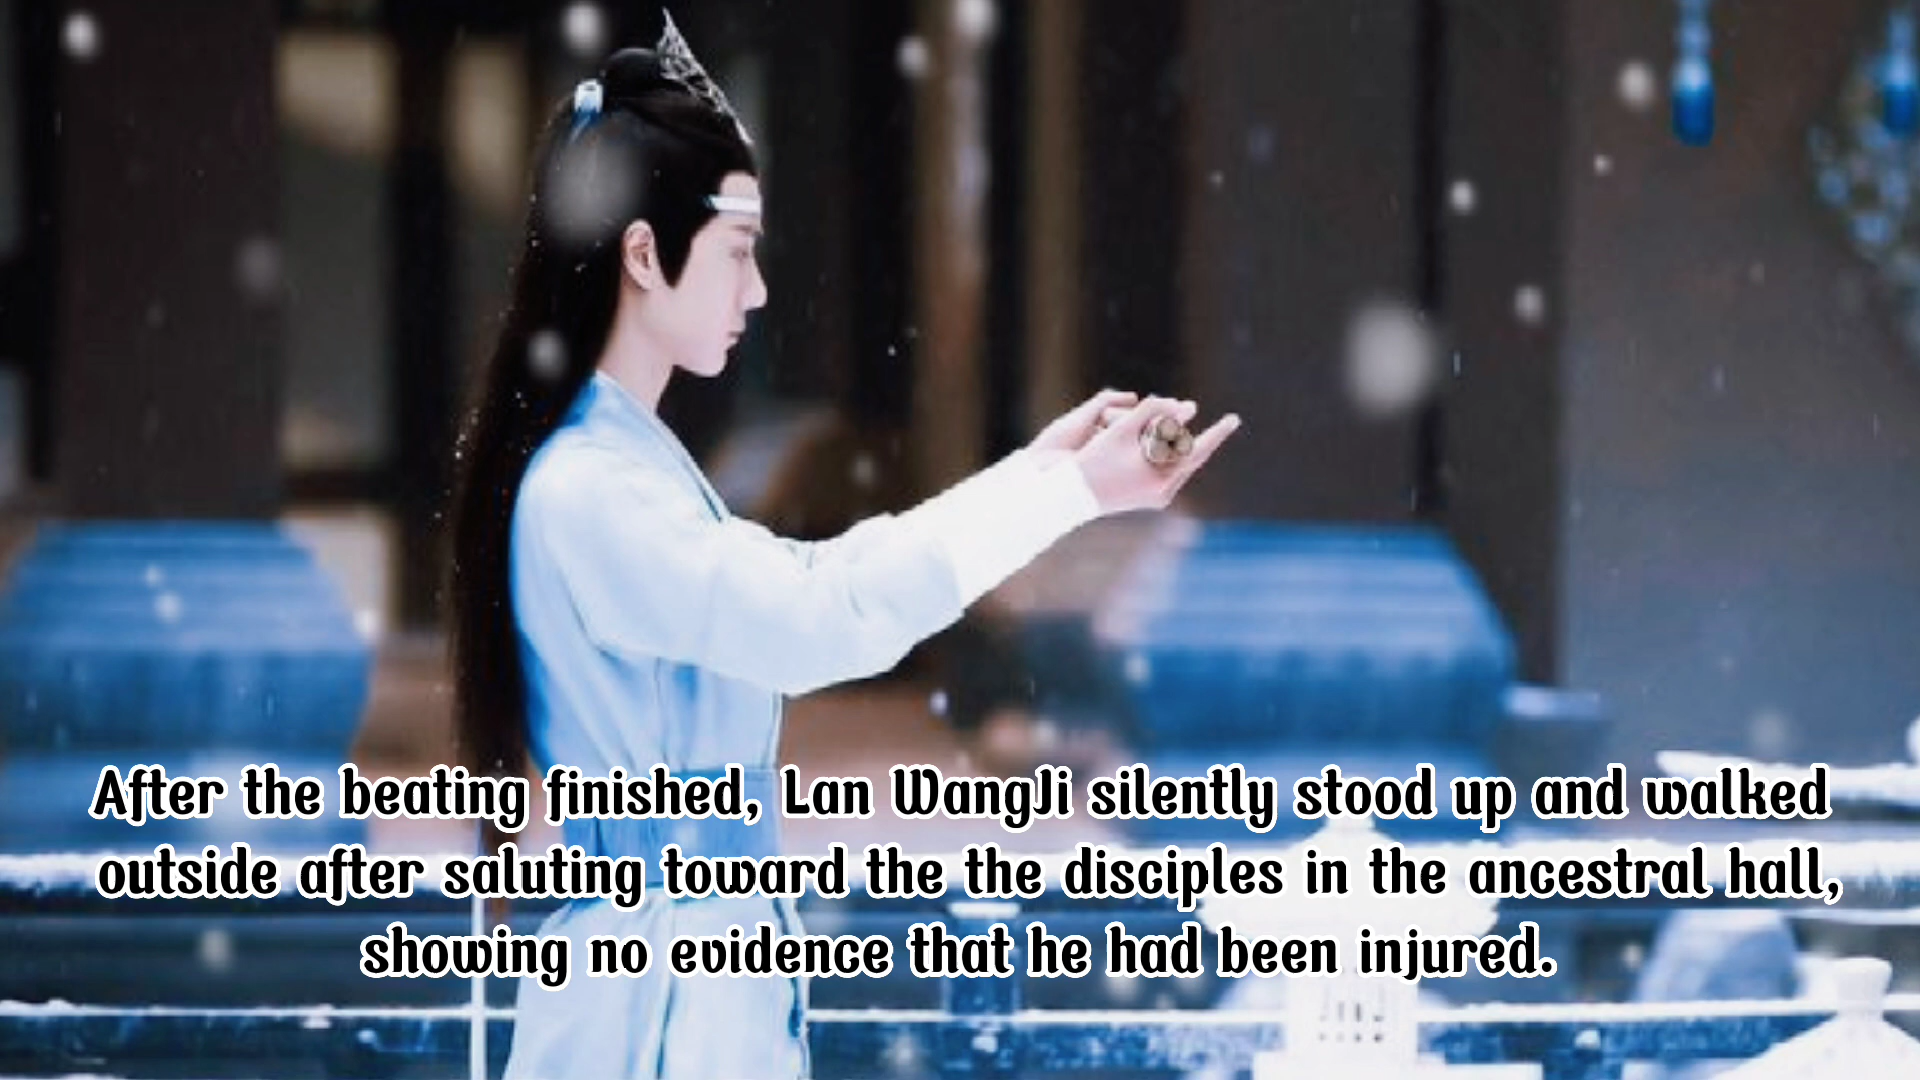 After the beating finished, Lan WangJi silently stood up and walked
outside after saluting toward the the disciples in the ancestral hall,
showing no evidence that he had been injured.